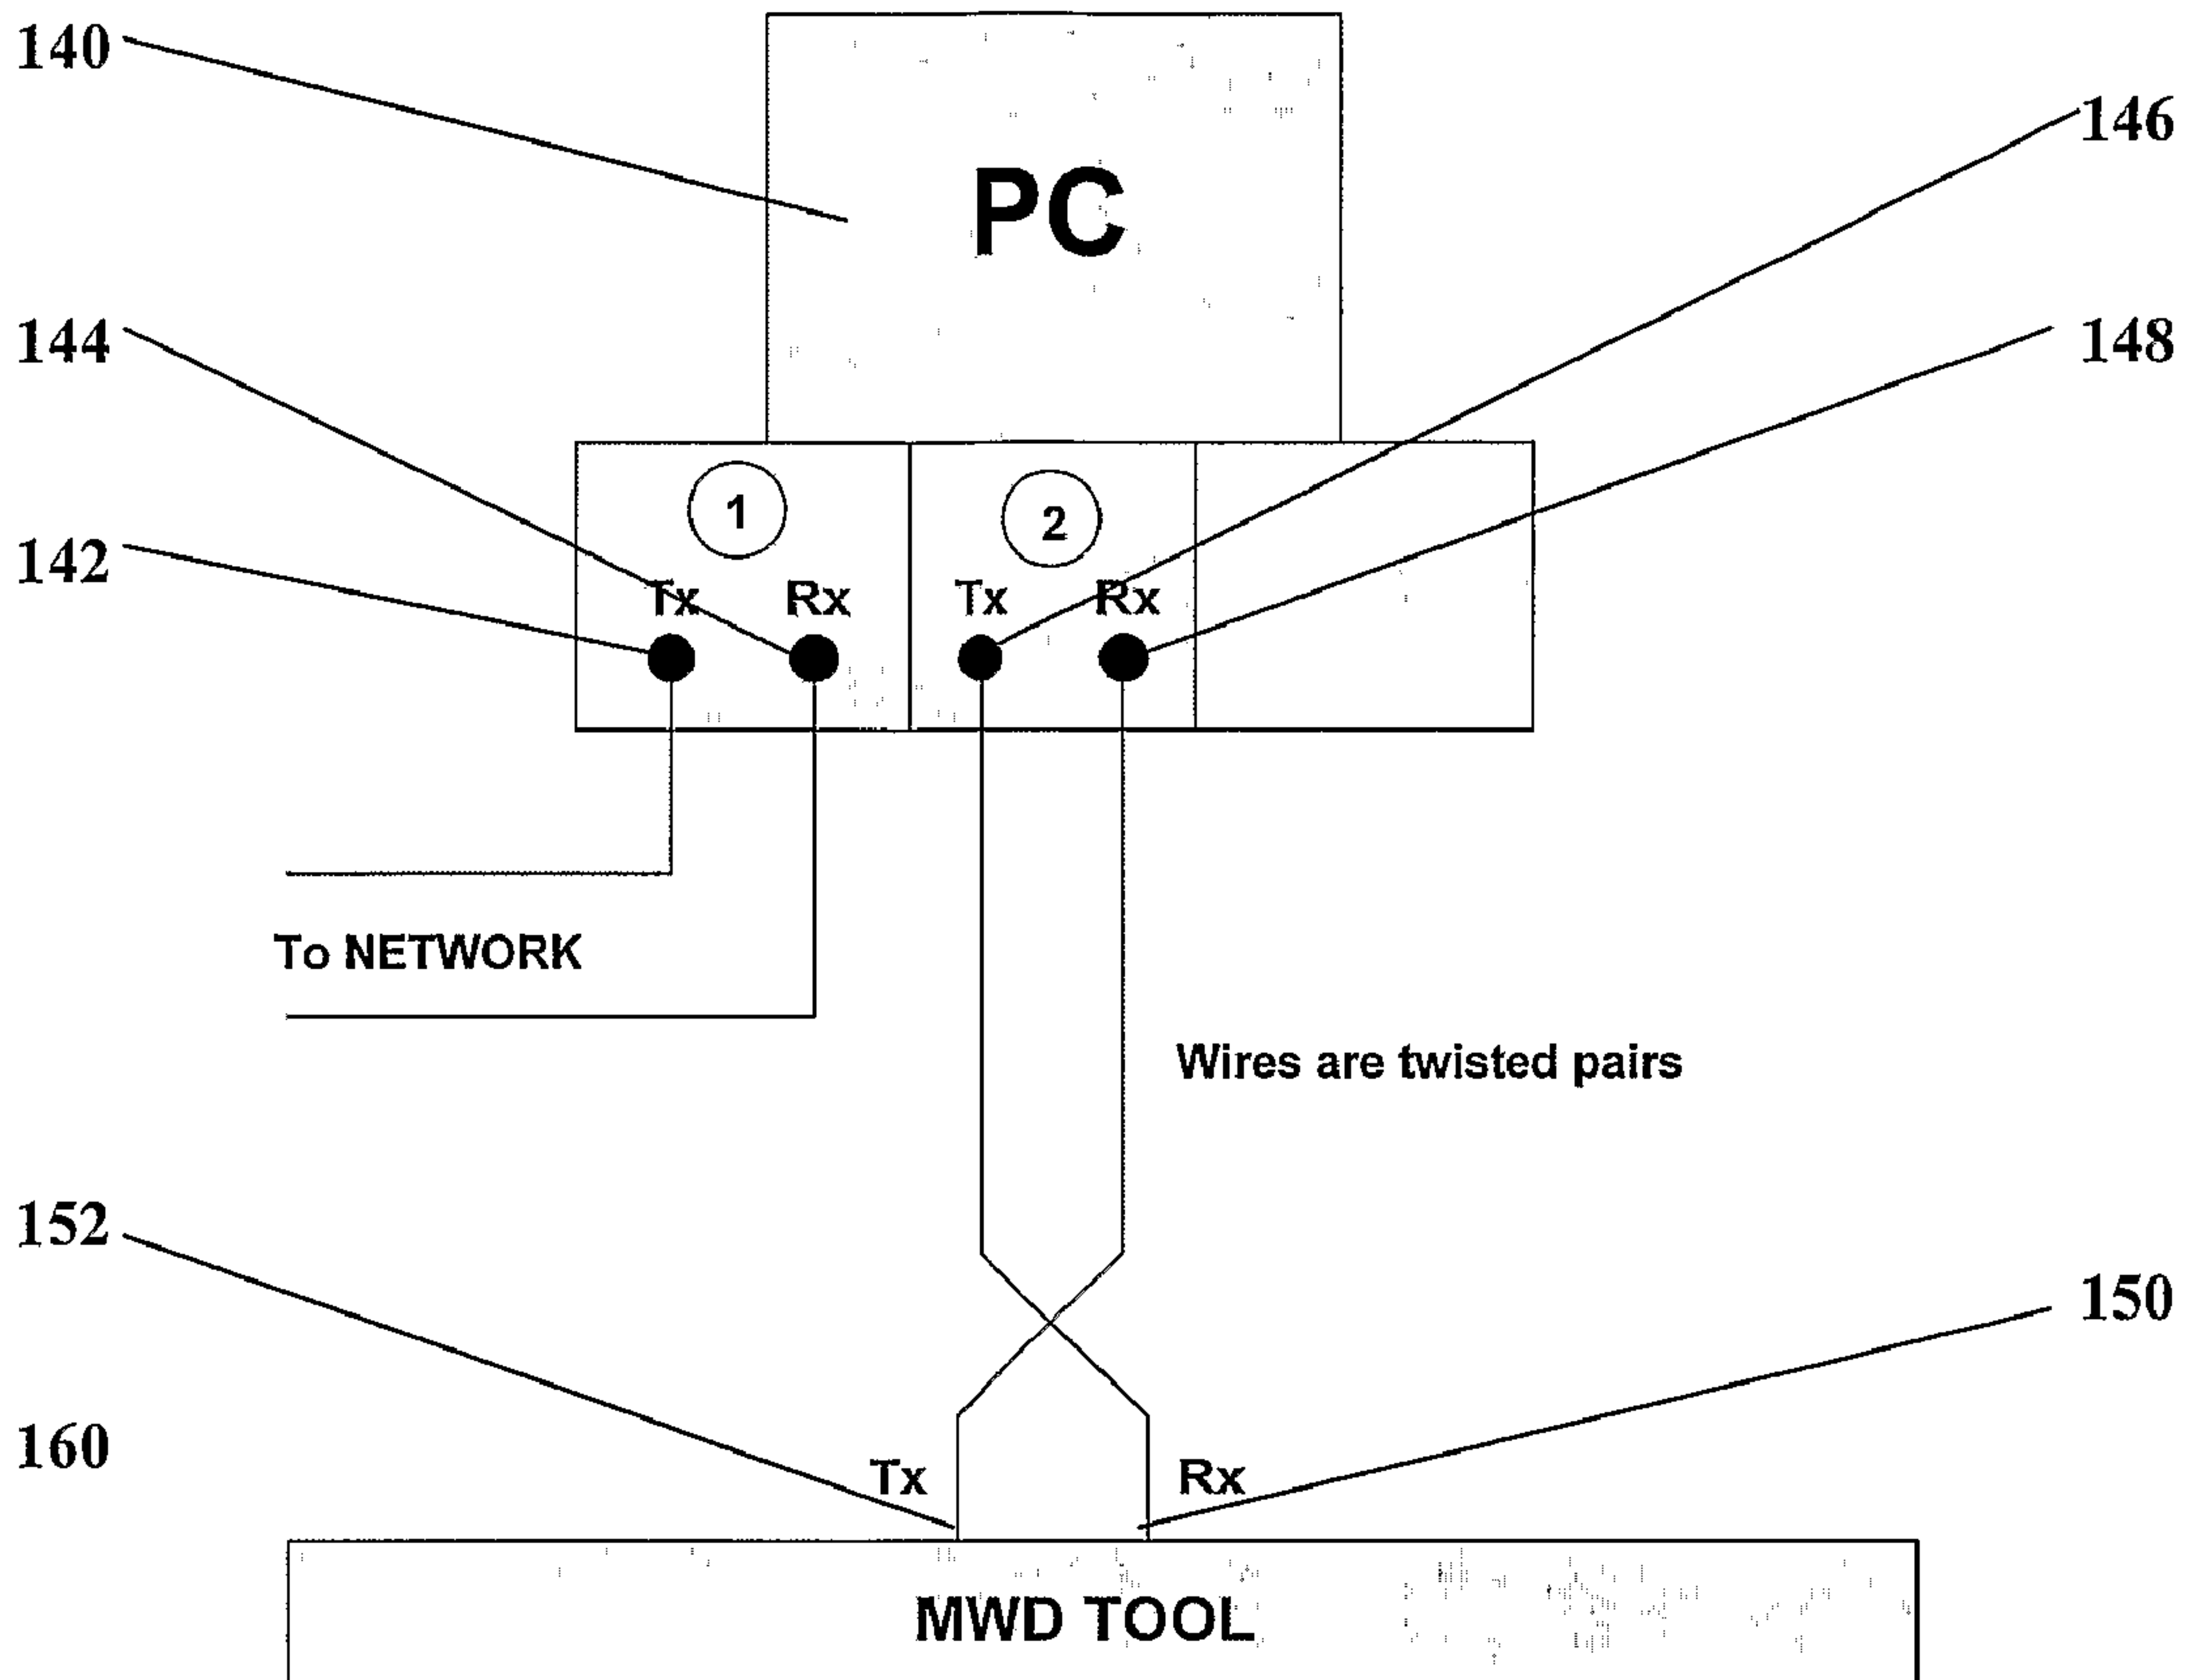 140
PC
146
144
148
1
2
142
Tx Rx Tx Rx
To NETWORK
Wires are twisted pairs
152
150
160
Tx Rx
MWD TOOL